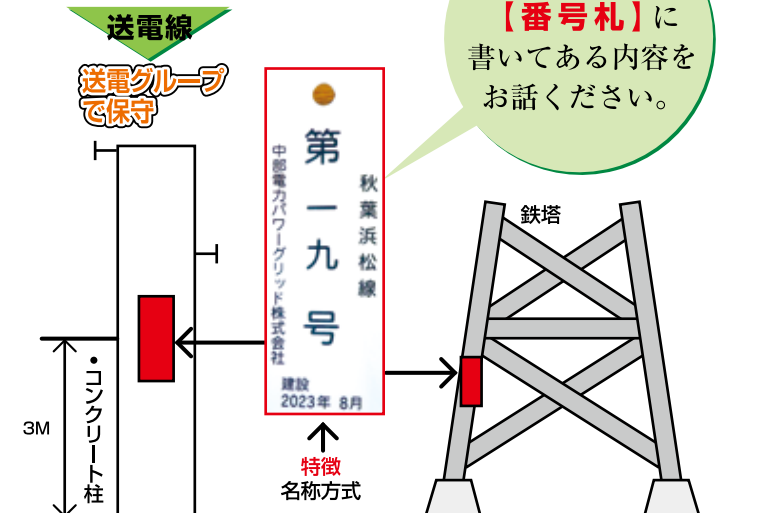 送電線
送電グループ
で保守
【番号札】に
書いてある内容を
お話ください。
秋葉浜松線
第一九号
中部電力パワーグリッド株式会社
建設
2023年 8月
特徴
名称方式
鉄塔
3M
•コンクリート柱